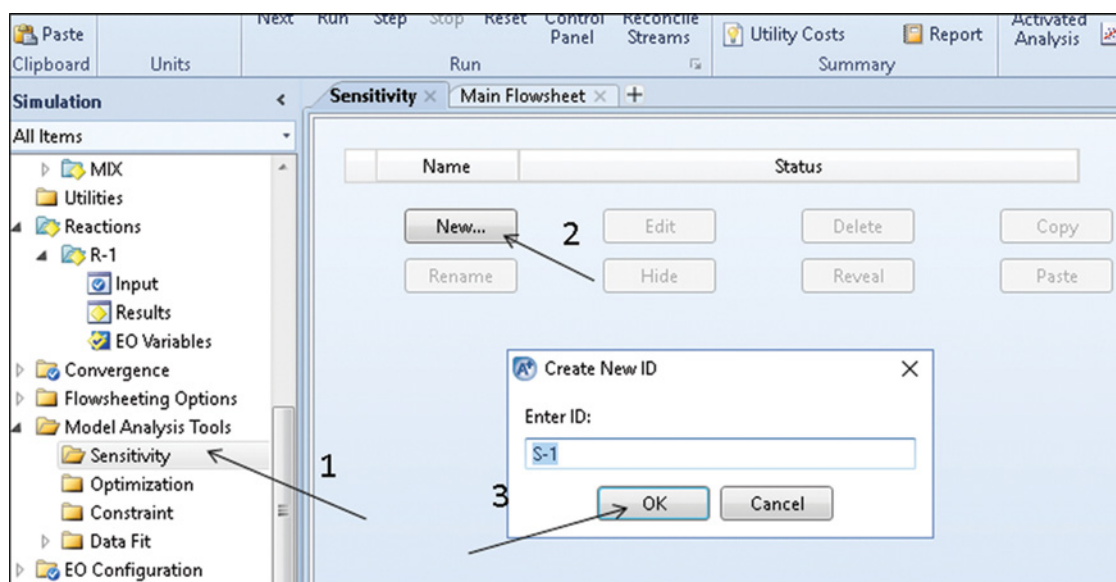 Next Run Step Stop Reset Control Panel Reconcile Streams Activated Analysis
Paste Utility Costs Report
Clipboard Units Run Summary
Simulation
Sensitivity Main Flowsheet
All Items
Name Status
MIX
Utilities
Reactions
New... 2 Edit Delete Copy
R-1
Input
Rename Hide Reveal Paste
Results
EO Variables
Convergence
Create New ID
Flowsheeting Options
Enter ID:
Model Analysis Tools
Sensitivity
S-1
1
Optimization
3 OK Cancel
Constraint
Data Fit
EO Configuration